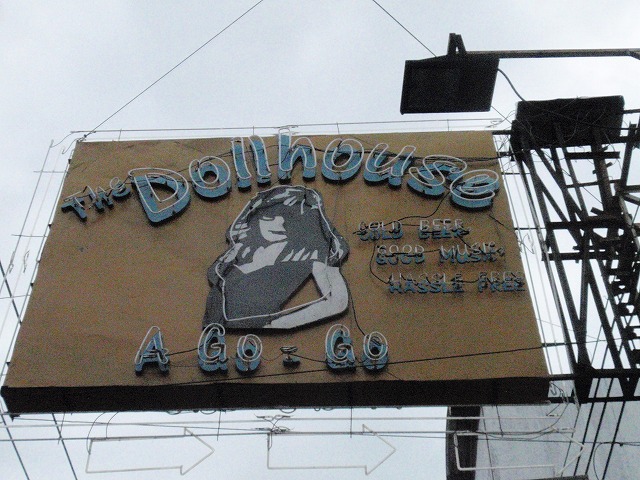 The Dollhouse
COLD BEER
GOOD MUSIC
HASSLE FREE
A Go-Go